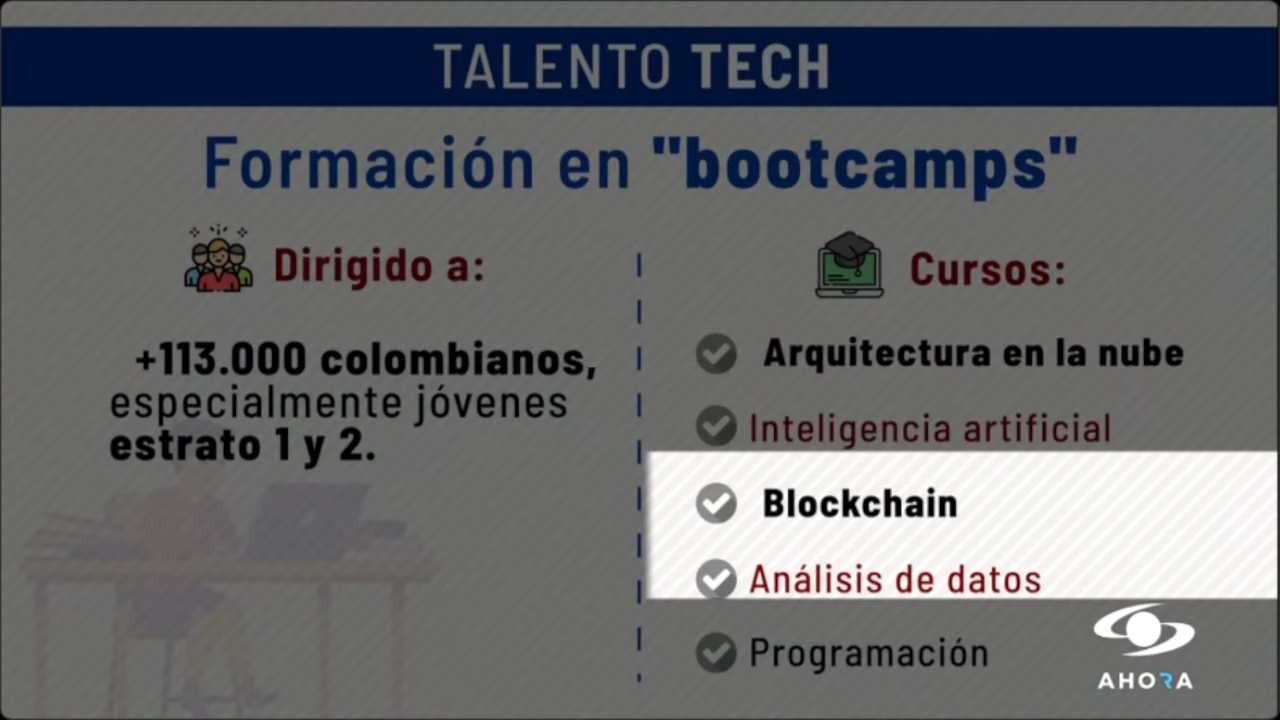 TALENTO TECH
Formación en "bootcamps"
Dirigido a:
+113.000 colombianos,
especialmente jóvenes
estrato 1 y 2.
Cursos:
Arquitectura en la nube
Inteligencia artificial
Blockchain
Análisis de datos
Programación
AHORA